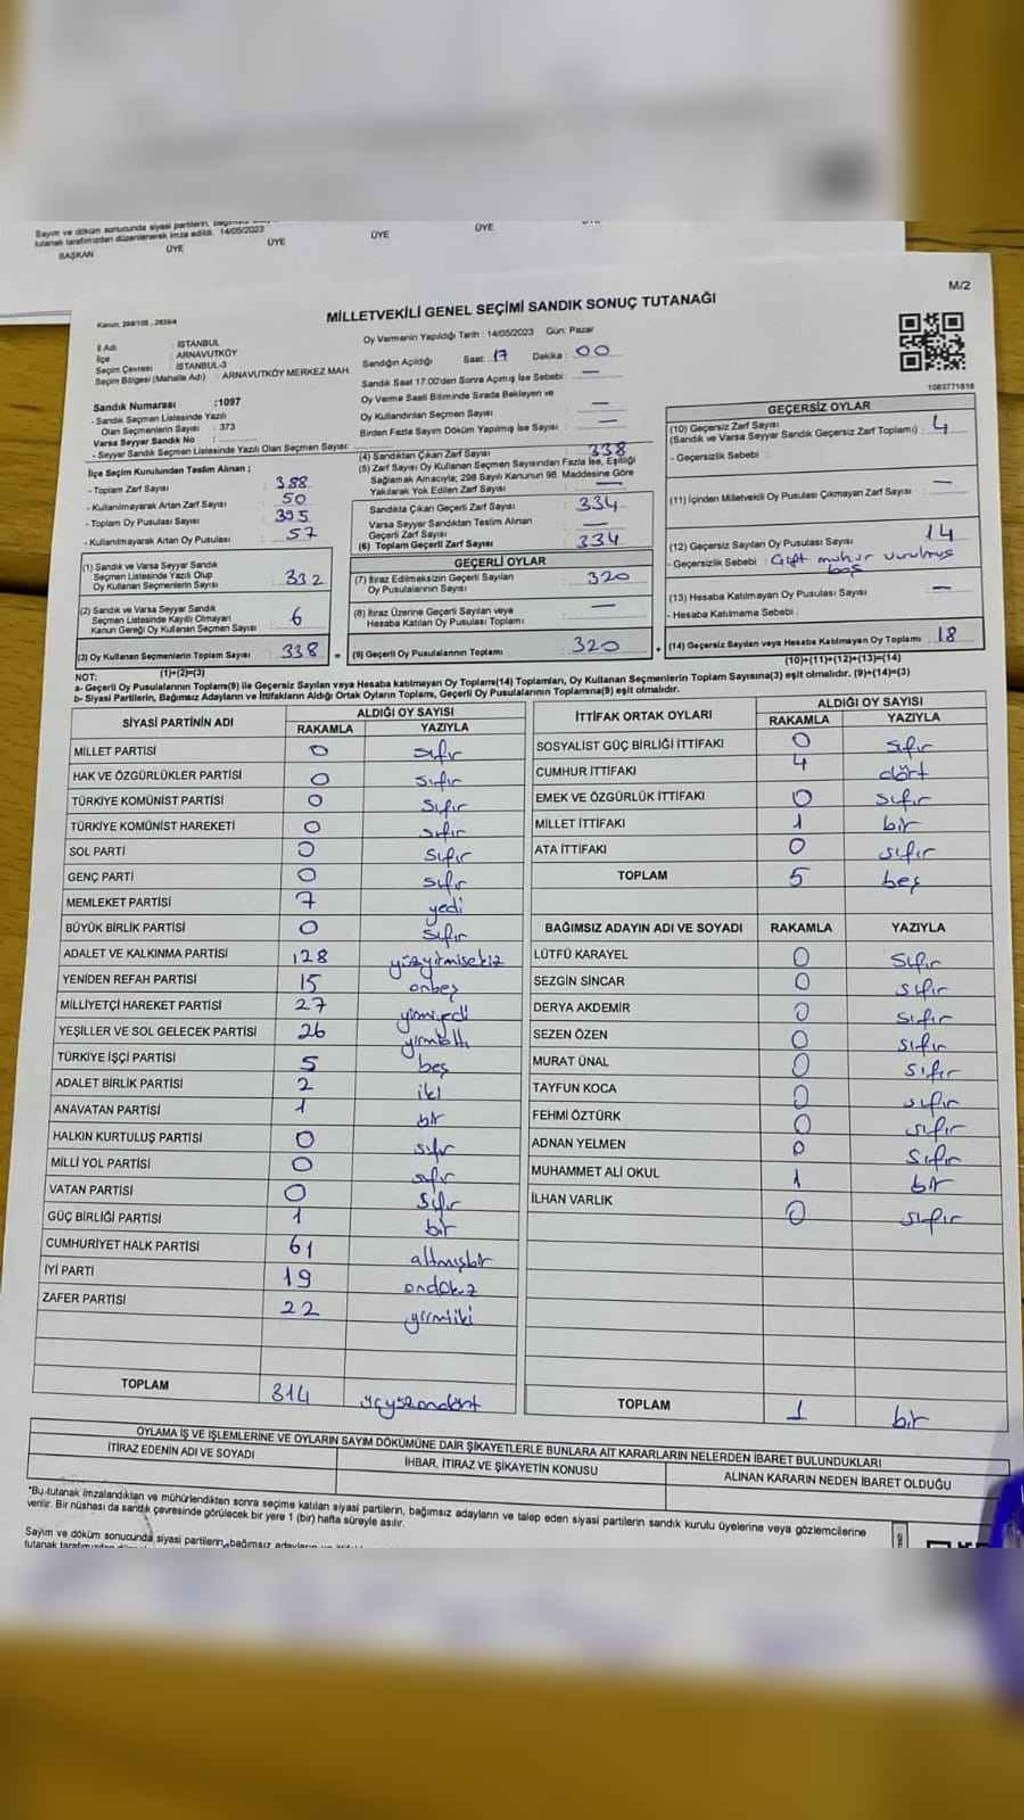 Sayım ve döküm sonucunda siyasi partilerin,
tutanak tarafımızdan düzenlenerek imza edildi. 14/05/2023
BAŞKAN ÜYE ÜYE ÜYE ÜYE
M/2
MİLLETVEKİLİ GENEL SEÇİMİ SANDIK SONUÇ TUTANAĞI
İl Adı : İSTANBUL
İlçe : ARNAVUTKÖY
Seçim Çevresi : İSTANBUL-3
Seçim Bölgesi (Mahalle Adı) : ARNAVUTKÖY MERKEZ MAH.
Sandık Numarası :1097
- Sandık Seçmen Listesinde Yazılı
Olan Seçmenlerin Sayısı : 373
Varsa Seyyar Sandık No :
- Seyyar Sandık Seçmen Listesinde Yazılı Olan Seçmen Sayısı:
İlçe Seçim Kurulundan Teslim Alınan ;
- Toplam Zarf Sayısı 388
- Kullanılmayarak Artan Zarf Sayısı 50
- Toplam Oy Pusulası Sayısı 395
- Kullanılmayarak Artan Oy Pusulası 57
(1) Sandık ve Varsa Seyyar Sandık
Seçmen Listesinde Yazılı Olup
Oy Kullanan Seçmenlerin Sayısı 332
(2) Sandık ve Varsa Seyyar Sandık
Seçmen Listesinde Kayıtlı Olmayan
Kanun Gereği Oy Kullanan Seçmen Sayısı 6
(3) Oy Kullanan Seçmenlerin Toplam Sayısı 338
(1)+(2)=(3)
Oy Vermenin Yapıldığı Tarih : 14/05/2023 Gün: Pazar
Sandığın Açıldığı Saat: 17 Dakika 00
Sandık Saat 17:00'den Sonra Açılmış İse Sebebi: —
Oy Verme Saati Bitiminde Sırada Bekleyen ve
Oy Kullandırılan Seçmen Sayısı —
Birden Fazla Sayım Döküm Yapılmış İse Sayısı : —
(4) Sandıktan Çıkan Zarf Sayısı 338
(5) Zarf Sayısı Oy Kullanan Seçmen Sayısından Fazla İse, Eşitliği
Sağlamak Amacıyla; 298 Sayılı Kanunun 98. Maddesine Göre
Yakılarak Yok Edilen Zarf Sayısı —
Sandıkta Çıkan Geçerli Zarf Sayısı 334
Varsa Seyyar Sandıktan Teslim Alınan
Geçerli Zarf Sayısı —
(6) Toplam Geçerli Zarf Sayısı 334
GEÇERLİ OYLAR
(7) İtiraz Edilmeksizin Geçerli Sayılan
Oy Pusulalarının Sayısı 320
(8) İtiraz Üzerine Geçerli Sayılan veya
Hesaba Katılan Oy Pusulası Toplamı —
= (9) Geçerli Oy Pusulalarının Toplamı 320
1083771818
GEÇERSİZ OYLAR
(10) Geçersiz Zarf Sayısı
(Sandık ve Varsa Seyyar Sandık Geçersiz Zarf Toplamı) 4
- Geçersizlik Sebebi :
(11) İçinden Milletvekili Oy Pusulası Çıkmayan Zarf Sayısı —
(12) Geçersiz Sayılan Oy Pusulası Sayısı 14
- Geçersizlik Sebebi : Çift mühür vurulmuş
boş
(13) Hesaba Katılmayan Oy Pusulası Sayısı —
- Hesaba Katılmama Sebebi :
+ (14) Geçersiz Sayılan veya Hesaba Katılmayan Oy Toplamı 18
(10)+(11)+(12)+(13)=(14)
NOT:
a- Geçerli Oy Pusulalarının Toplamı(9) ile Geçersiz Sayılan veya Hesaba katılmayan Oy Toplamı(14) Toplamları, Oy Kullanan Seçmenlerin Toplam Sayısına(3) eşit olmalıdır. (9)+(14)=(3)
b- Siyasi Partilerin, Bağımsız Adayların ve İttifakların Aldığı Ortak Oyların Toplamı, Geçerli Oy Pusulalarının Toplamına(9) eşit olmalıdır.
SİYASİ PARTİNİN ADI ALDIĞI OY SAYISI
RAKAMLA YAZIYLA
MİLLET PARTİSİ 0 sıfır
HAK VE ÖZGÜRLÜKLER PARTİSİ 0 sıfır
TÜRKİYE KOMÜNİST PARTİSİ 0 sıfır
TÜRKİYE KOMÜNİST HAREKETİ 0 sıfır
SOL PARTİ 0 sıfır
GENÇ PARTİ 0 sıfır
MEMLEKET PARTİSİ 7 yedi
BÜYÜK BİRLİK PARTİSİ 0 sıfır
ADALET VE KALKINMA PARTİSİ 128 yüzyirmisekiz
YENİDEN REFAH PARTİSİ 15 onbeş
MİLLİYETÇİ HAREKET PARTİSİ 27 yirmiyedi
YEŞİLLER VE SOL GELECEK PARTİSİ 26 yirmialtı
TÜRKİYE İŞÇİ PARTİSİ 5 beş
ADALET BİRLİK PARTİSİ 2 iki
ANAVATAN PARTİSİ 1 bir
HALKIN KURTULUŞ PARTİSİ 0 sıfır
MİLLİ YOL PARTİSİ 0 sıfır
VATAN PARTİSİ 0 sıfır
GÜÇ BİRLİĞİ PARTİSİ 1 bir
CUMHURİYET HALK PARTİSİ 61 altmışbir
İYİ PARTİ 19 ondokuz
ZAFER PARTİSİ 22 yirmiiki
TOPLAM 314 üçyüzondört
İTTİFAK ORTAK OYLARI ALDIĞI OY SAYISI
RAKAMLA YAZIYLA
SOSYALİST GÜÇ BİRLİĞİ İTTİFAKI 0 sıfır
CUMHUR İTTİFAKI 4 dört
EMEK VE ÖZGÜRLÜK İTTİFAKI 0 sıfır
MİLLET İTTİFAKI 1 bir
ATA İTTİFAKI 0 sıfır
TOPLAM 5 beş
BAĞIMSIZ ADAYIN ADI VE SOYADI RAKAMLA YAZIYLA
LÜTFÜ KARAYEL 0 sıfır
SEZGİN SİNCAR 0 sıfır
DERYA AKDEMİR 0 sıfır
SEZEN ÖZEN 0 sıfır
MURAT ÜNAL 0 sıfır
TAYFUN KOCA 0 sıfır
FEHMİ ÖZTÜRK 0 sıfır
ADNAN YELMEN 0 sıfır
MUHAMMET ALİ OKUL 1 bir
İLHAN VARLIK 0 sıfır
TOPLAM 1 bir
OYLAMA İŞ VE İŞLEMLERİNE VE OYLARIN SAYIM DÖKÜMÜNE DAİR ŞİKAYETLERLE BUNLARA AİT KARARLARIN NELERDEN İBARET BULUNDUKLARI
İTİRAZ EDENİN ADI VE SOYADI İHBAR, İTİRAZ VE ŞİKAYETİN KONUSU ALINAN KARARIN NEDEN İBARET OLDUĞU
*Bu tutanak imzalandıktan ve mühürlendikten sonra seçime katılan siyasi partilerin, bağımsız adayların ve talep eden siyasi partilerin sandık kurulu üyelerine veya gözlemcilerine
verilir. Bir nüshası da sandık çevresinde görülecek bir yere 1 (bir) hafta süreyle asılır.
Sayım ve döküm sonucunda siyasi partilerin, bağımsız adayların
tutanak